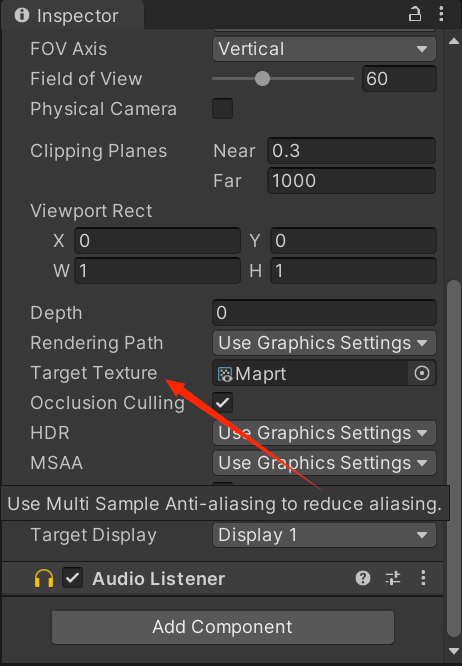 Inspector
FOV Axis Vertical
Field of View 60
Physical Camera
Clipping Planes Near 0.3
Far 1000
Viewport Rect
X 0 Y 0
W 1 H 1
Depth 0
Rendering Path Use Graphics Settings
Target Texture Maprt
Occlusion Culling
HDR Use Graphics Settings
MSAA Use Graphics Settings
Use Multi Sample Anti-aliasing to reduce aliasing.
Target Display Display 1
Audio Listener
Add Component